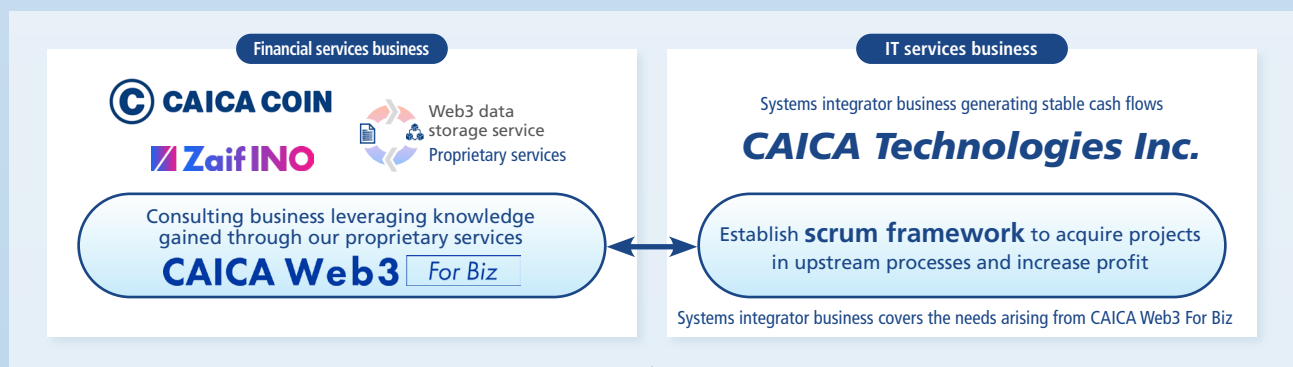 Financial services business
© CAICA COIN
Zaif INO
Web3 data
storage service
Proprietary services
Consulting business leveraging knowledge
gained through our proprietary services
CAICA Web3 For Biz
IT services business
Systems integrator business generating stable cash flows
CAICA Technologies Inc.
Establish scrum framework to acquire projects
in upstream processes and increase profit
Systems integrator business covers the needs arising from CAICA Web3 For Biz